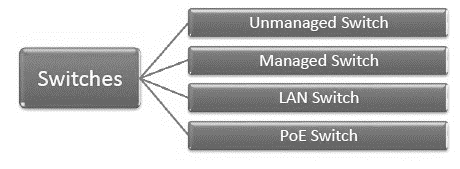 Switches
Unmanaged Switch
Managed Switch
LAN Switch
PoE Switch